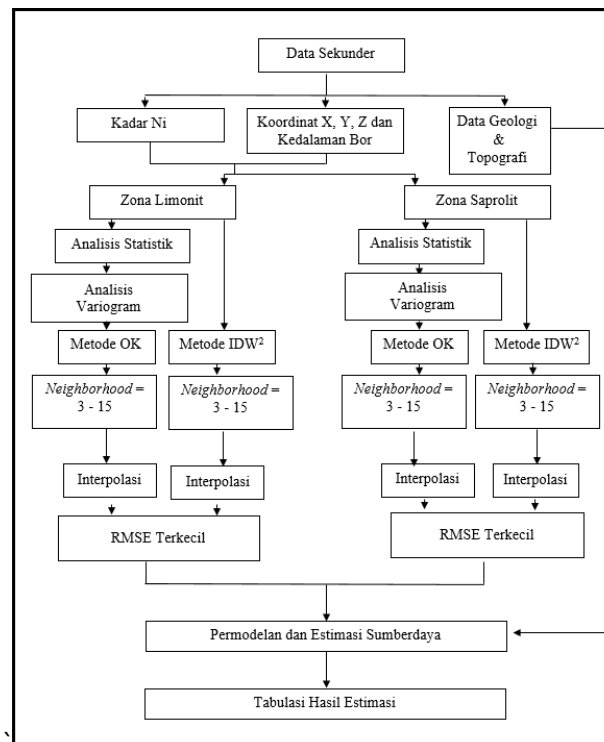 Data Sekunder
Kadar Ni
Koordinat X, Y, Z dan
Kedalaman Bor
Data Geologi
&
Topografi
Zona Limonit
Zona Saprolit
Analisis Statistik
Analisis Statistik
Analisis
Variogram
Analisis
Variogram
Metode OK
Metode IDW²
Metode OK
Metode IDW²
Neighborhood =
3 - 15
Neighborhood =
3 - 15
Neighborhood =
3 - 15
Neighborhood =
3 - 15
Interpolasi
Interpolasi
Interpolasi
Interpolasi
RMSE Terkecil
RMSE Terkecil
Permodelan dan Estimasi Sumberdaya
Tabulasi Hasil Estimasi
`